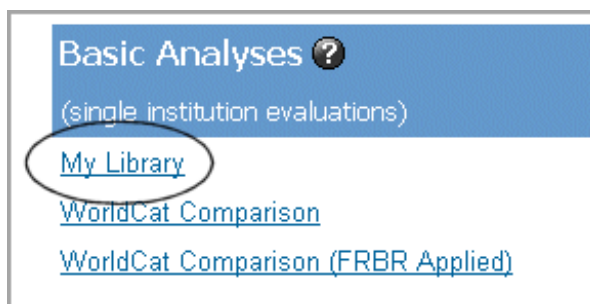 Basic Analyses ?
(single institution evaluations)
My Library
WorldCat Comparison
WorldCat Comparison (FRBR Applied)